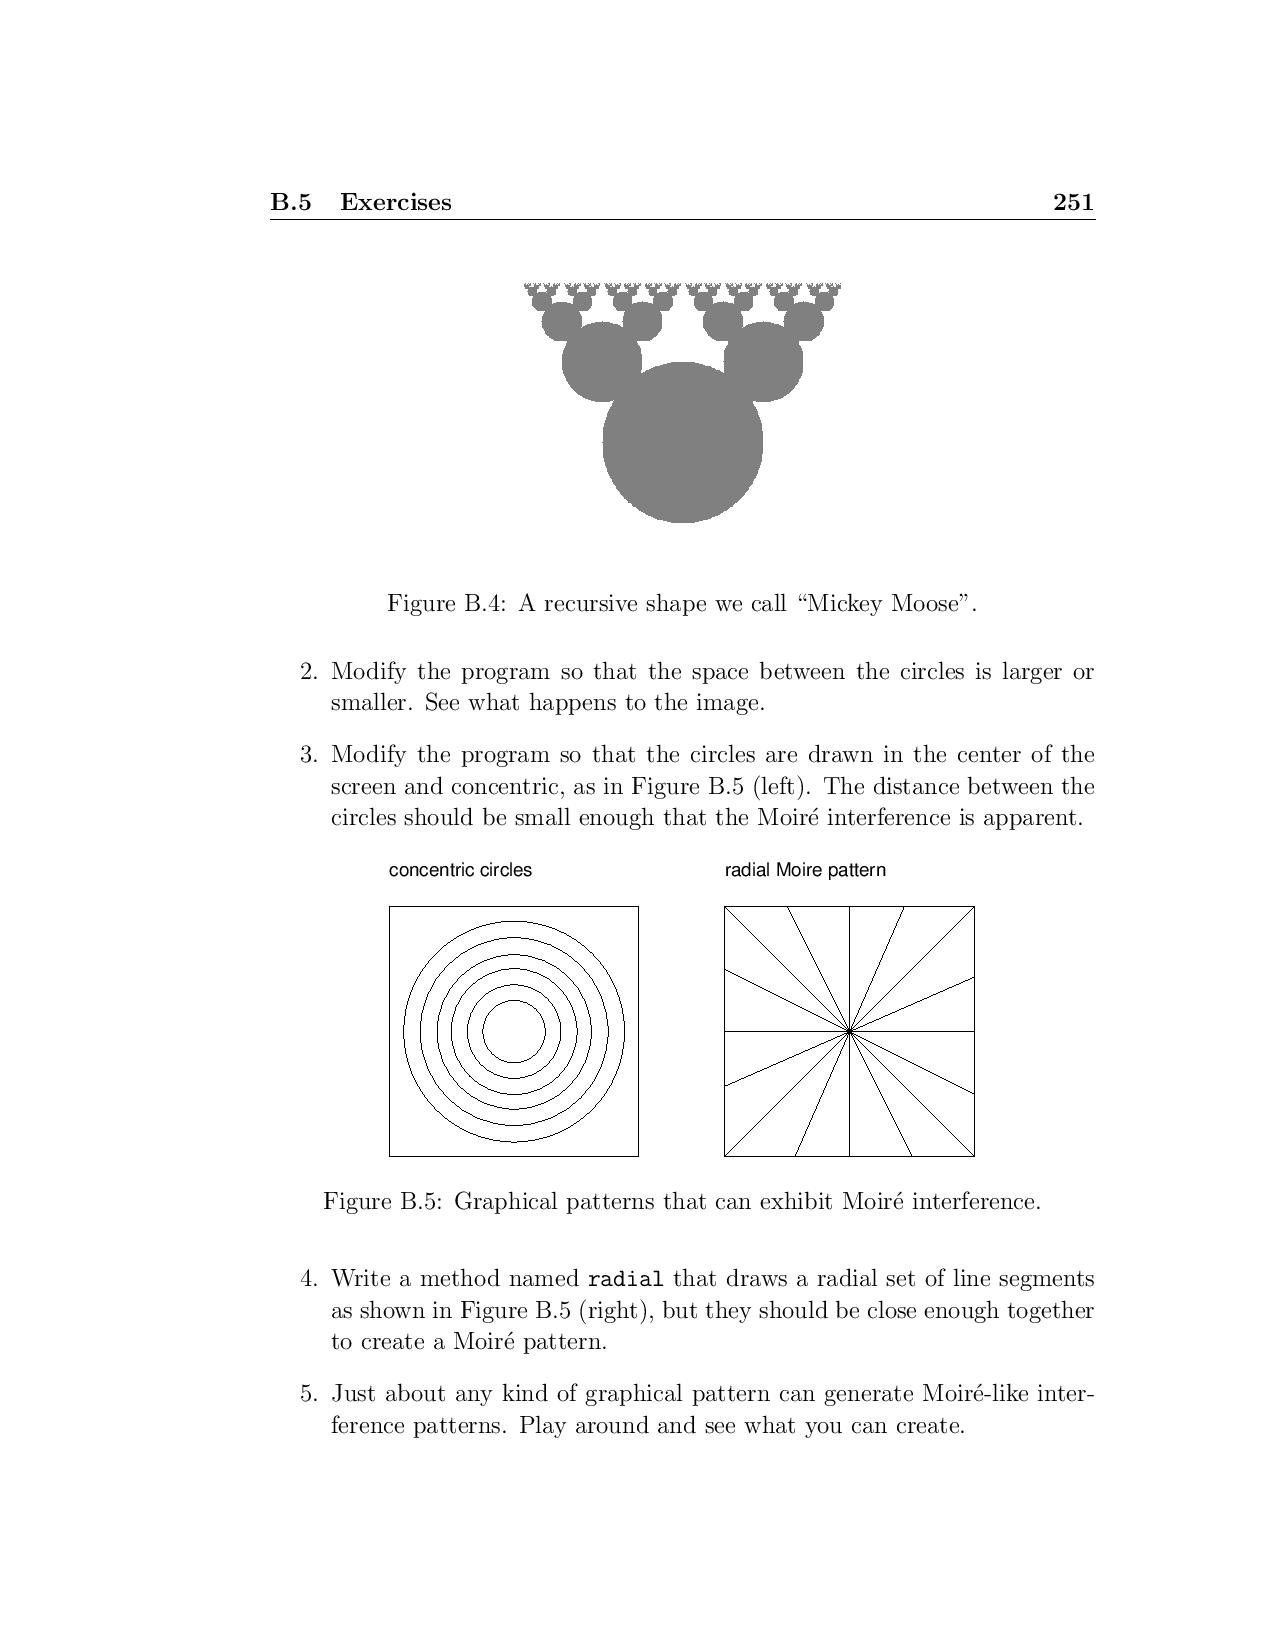 B.5 Exercises 251
Figure B.4: A recursive shape we call “Mickey Moose”.
2. Modify the program so that the space between the circles is larger or
smaller. See what happens to the image.
3. Modify the program so that the circles are drawn in the center of the
screen and concentric, as in Figure B.5 (left). The distance between the
circles should be small enough that the Moiré interference is apparent.
concentric circles radial Moire pattern
Figure B.5: Graphical patterns that can exhibit Moiré interference.
4. Write a method named radial that draws a radial set of line segments
as shown in Figure B.5 (right), but they should be close enough together
to create a Moiré pattern.
5. Just about any kind of graphical pattern can generate Moiré-like inter-
ference patterns. Play around and see what you can create.